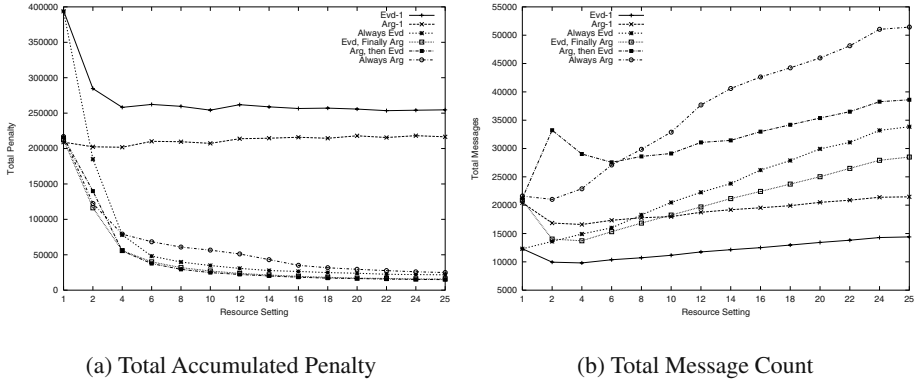 400000
350000
300000
250000
200000
150000
100000
50000
0
Total Penalty
1 2 4 6 8 10 12 14 16 18 20 22 24 25
Resource Setting
Evd-1
Arg-1
Always Evd
Evd, Finally Arg
Arg, then Evd
Always Arg
(a) Total Accumulated Penalty
55000
50000
45000
40000
35000
30000
25000
20000
15000
10000
5000
Total Messages
1 2 4 6 8 10 12 14 16 18 20 22 24 25
Resource Setting
Evd-1
Arg-1
Always Evd
Evd, Finally Arg
Arg, then Evd
Always Arg
(b) Total Message Count